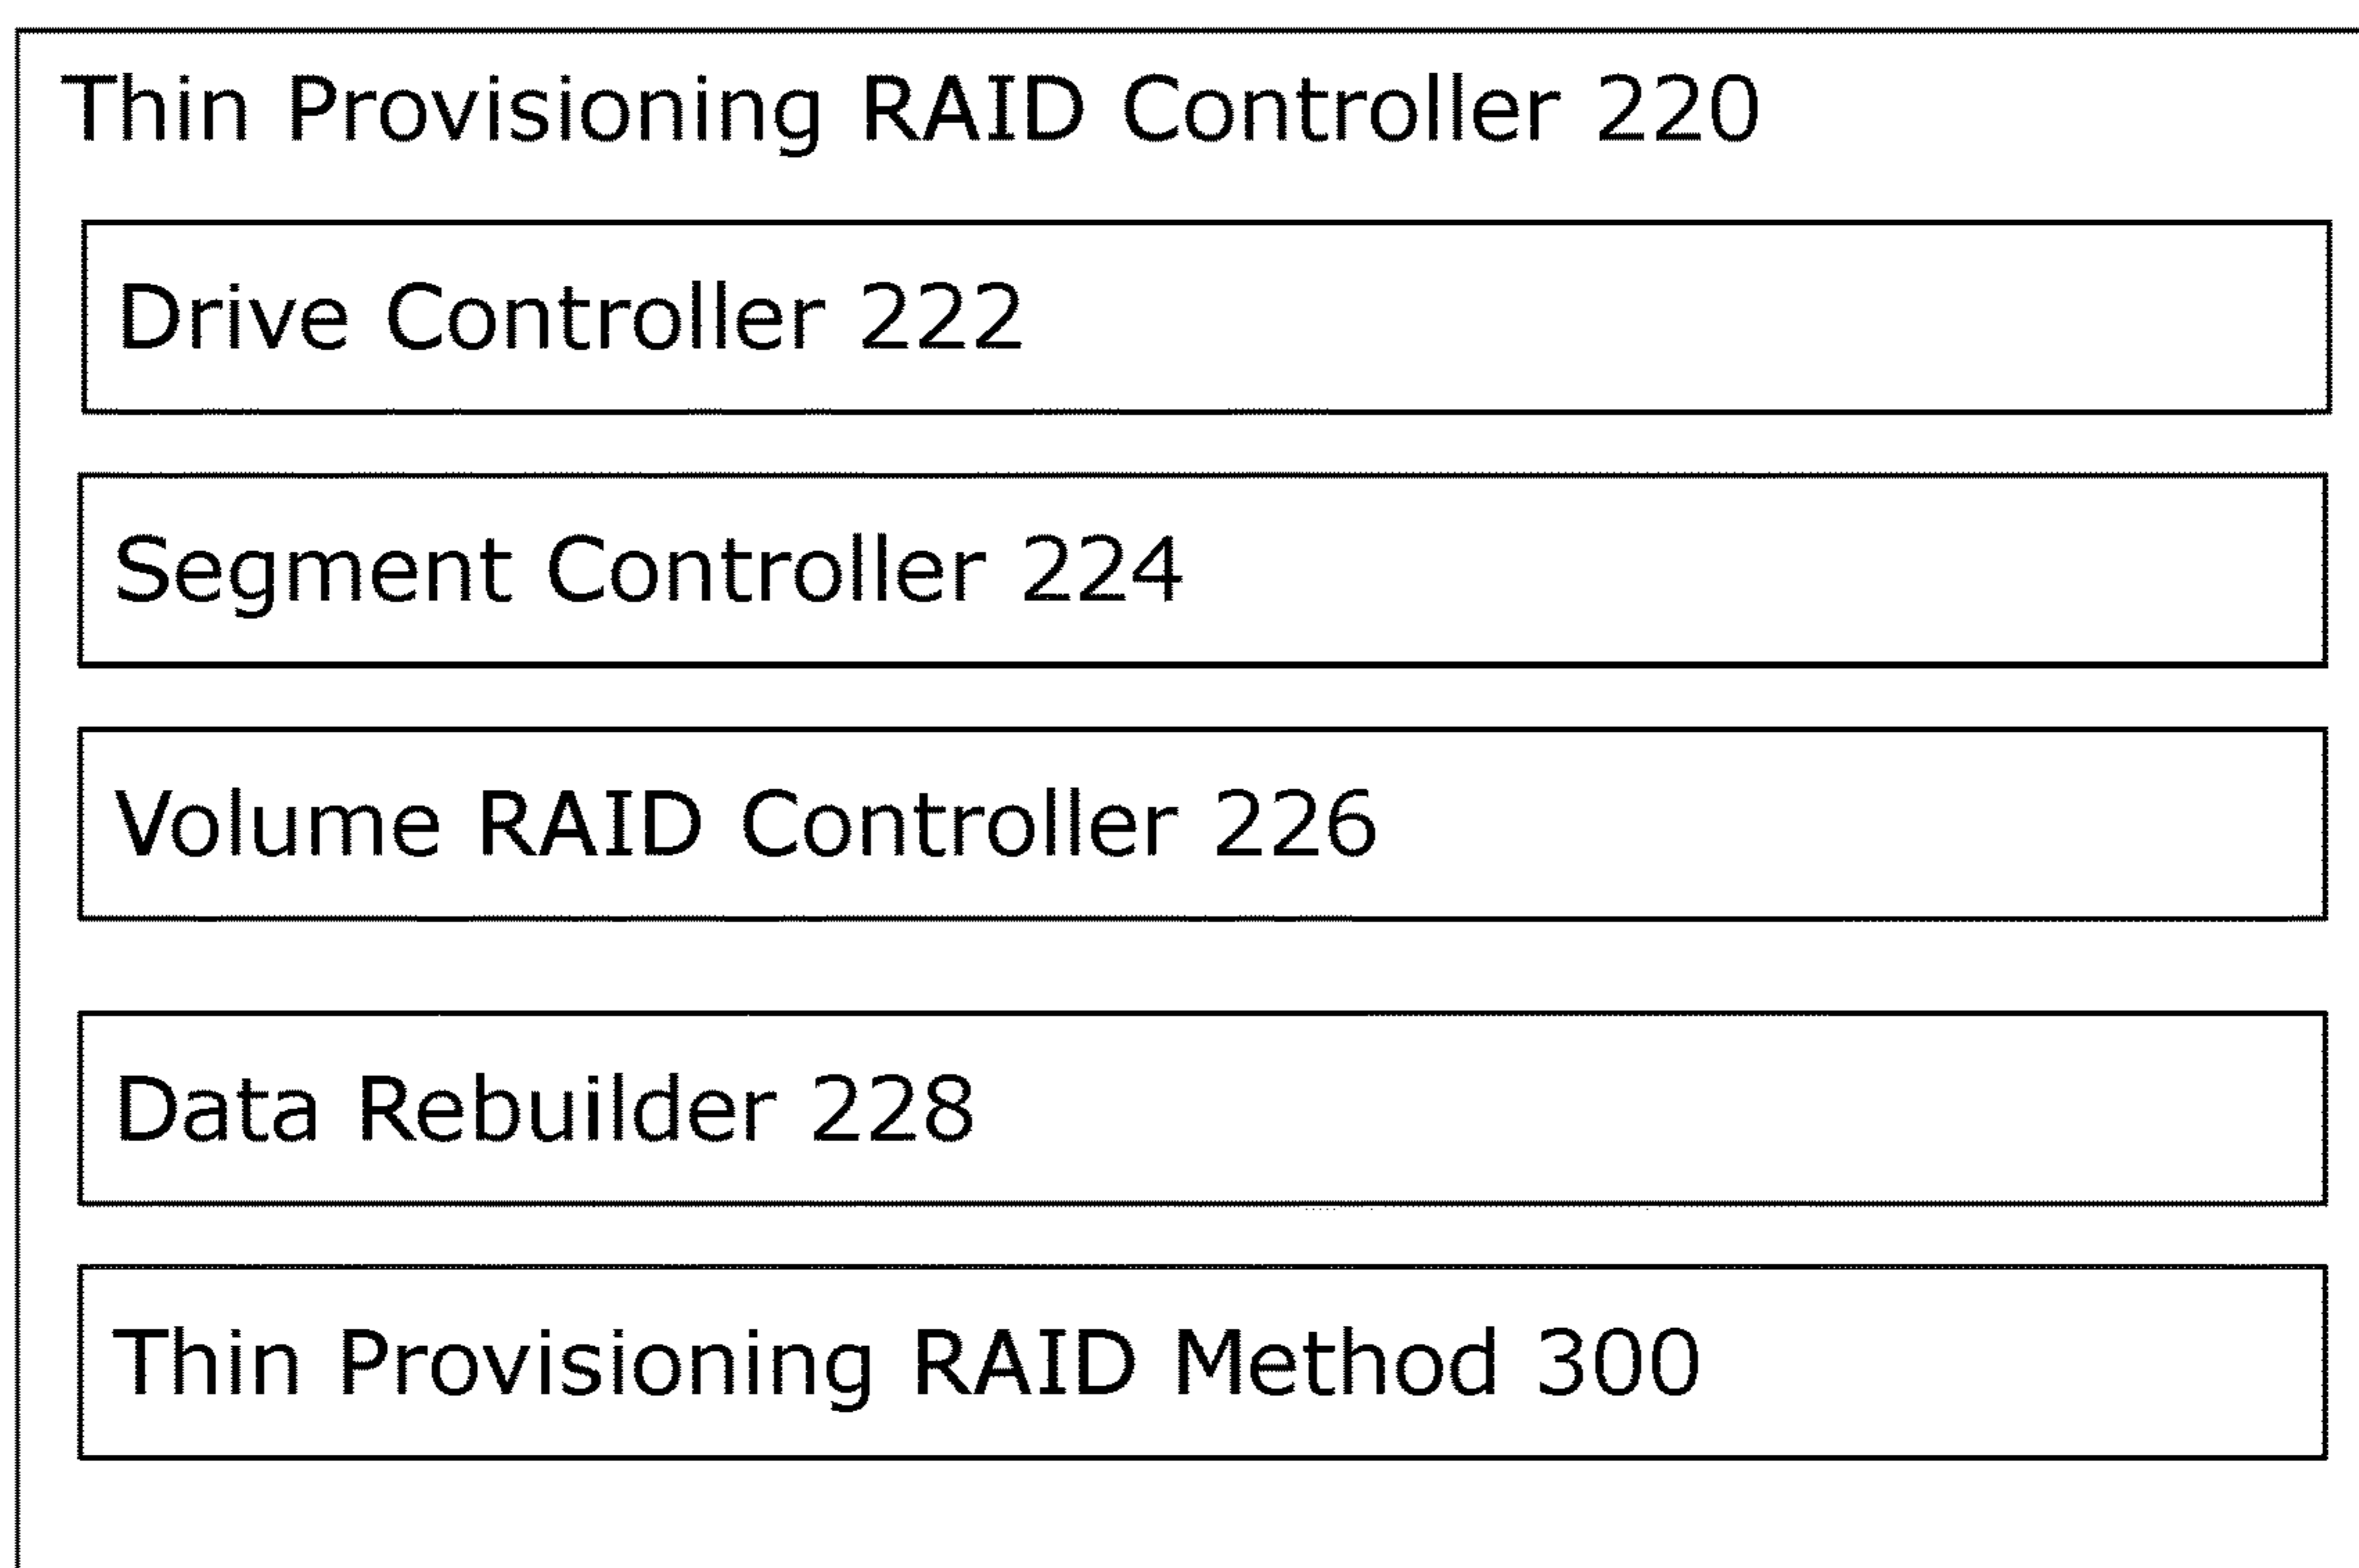 Thin Provisioning RAID Controller 220
Drive Controller 222
Segment Controller 224
Volume RAID Controller 226
Data Rebuilder 228
Thin Provisioning RAID Method 300